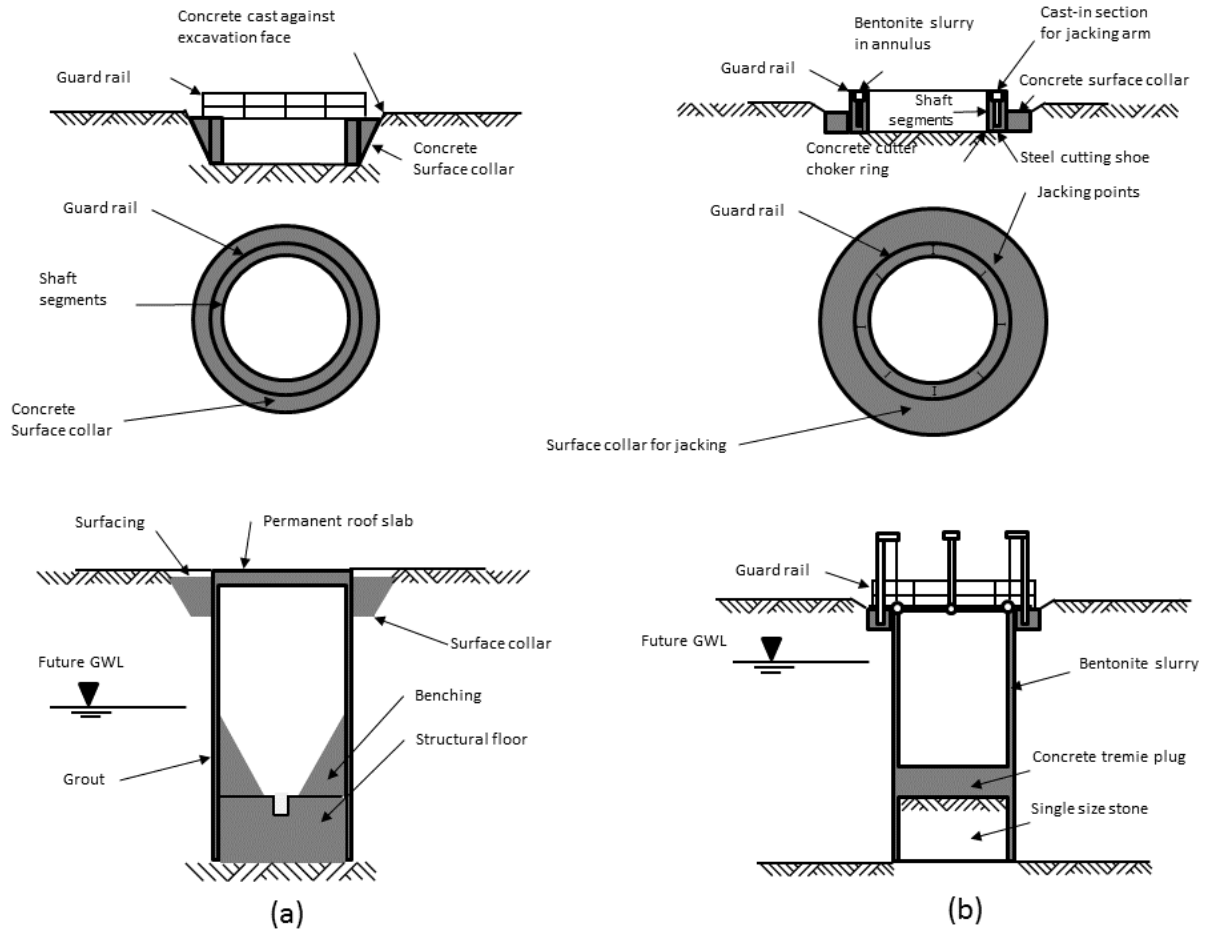 Concrete cast against
excavation face
Guard rail
Concrete
Surface collar
Guard rail
Shaft
segments
Concrete
Surface collar
Surfacing
Permanent roof slab
Surface collar
Future GWL
Benching
Structural floor
Grout
(a)
Bentonite slurry
in annulus
Cast-in section
for jacking arm
Guard rail
Concrete surface collar
Shaft
segments
Concrete cutter
choker ring
Steel cutting shoe
Jacking points
Guard rail
Surface collar for jacking
Guard rail
Future GWL
Bentonite slurry
Concrete tremie plug
Single size stone
(b)